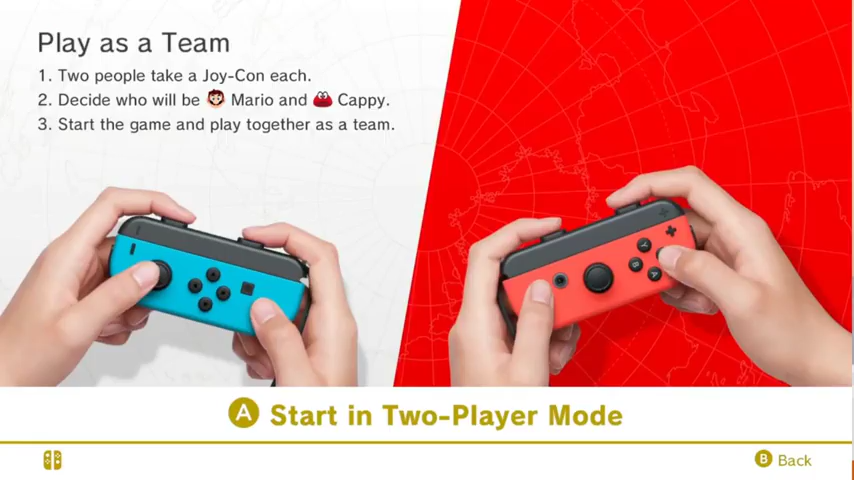 Play as a Team
1. Two people take a Joy-Con each.
2. Decide who will be Mario and Cappy.
3. Start the game and play together as a team.
Y
B
A
A Start in Two-Player Mode
B Back